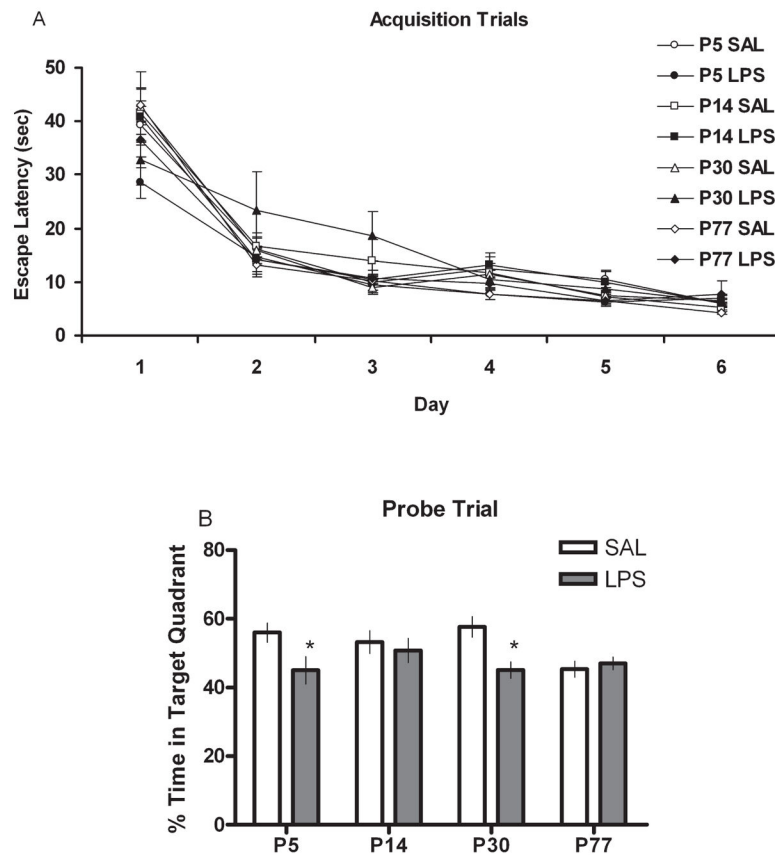 A
Acquisition Trials
P5 SAL
P5 LPS
P14 SAL
P14 LPS
P30 SAL
P30 LPS
P77 SAL
P77 LPS
Escape Latency (sec)
50
40
30
20
10
0
1 2 3 4 5 6
Day
B
Probe Trial
SAL
LPS
% Time in Target Quadrant
80
60
40
20
0
* *
P5 P14 P30 P77